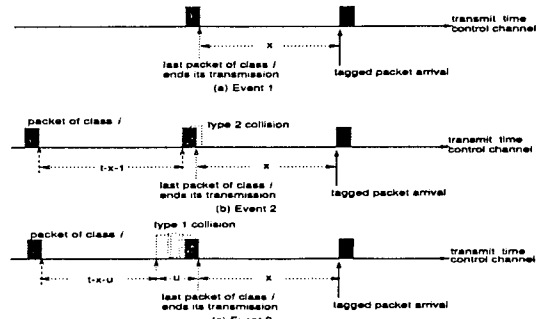 transmit time
control channel
x
last packet of class i
ends its transmission
tagged packet arrival
(a) Event 1
packet of class i
type 2 collision
transmit time
control channel
t-x-1
x
last packet of class i
ends its transmission
tagged packet arrival
(b) Event 2
type 1 collision
packet of class i
transmit time
control channel
t-x-u
u
x
last packet of class i
ends its transmission
tagged packet arrival